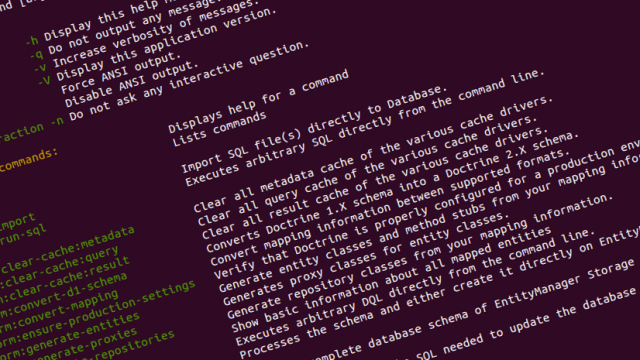 -h Display this help
-q Do not output any message.
-v Increase verbosity of messages.
-V Display this application version.
Force ANSI output.
Disable ANSI output.
-n Do not ask any interactive question.
commands:
Displays help for a command
Lists commands
import Import SQL file(s) directly to Database.
run-sql Executes arbitrary SQL directly from the command line.
:clear-cache:metadata Clear all metadata cache of the various cache drivers.
:clear-cache:query Clear all query cache of the various cache drivers.
m:clear-cache:result Clear all result cache of the various cache drivers.
rm:convert-d1-schema Converts Doctrine 1.X schema into a Doctrine 2.X schema.
orm:convert-mapping Convert mapping information between supported formats.
orm:ensure-production-settings Verify that Doctrine is properly configured for a production
orm:generate-entities Generate entity classes and method stubs from your mapping
generate-proxies Generates proxy classes for entity classes.
-repositories Generate repository classes from your mapping information.
Show basic information about all mapped entities
Executes arbitrary DQL directly from the command line.
Processes the schema and either create it directly on
complete database schema of EntityManager Storage
SQL needed to update the database